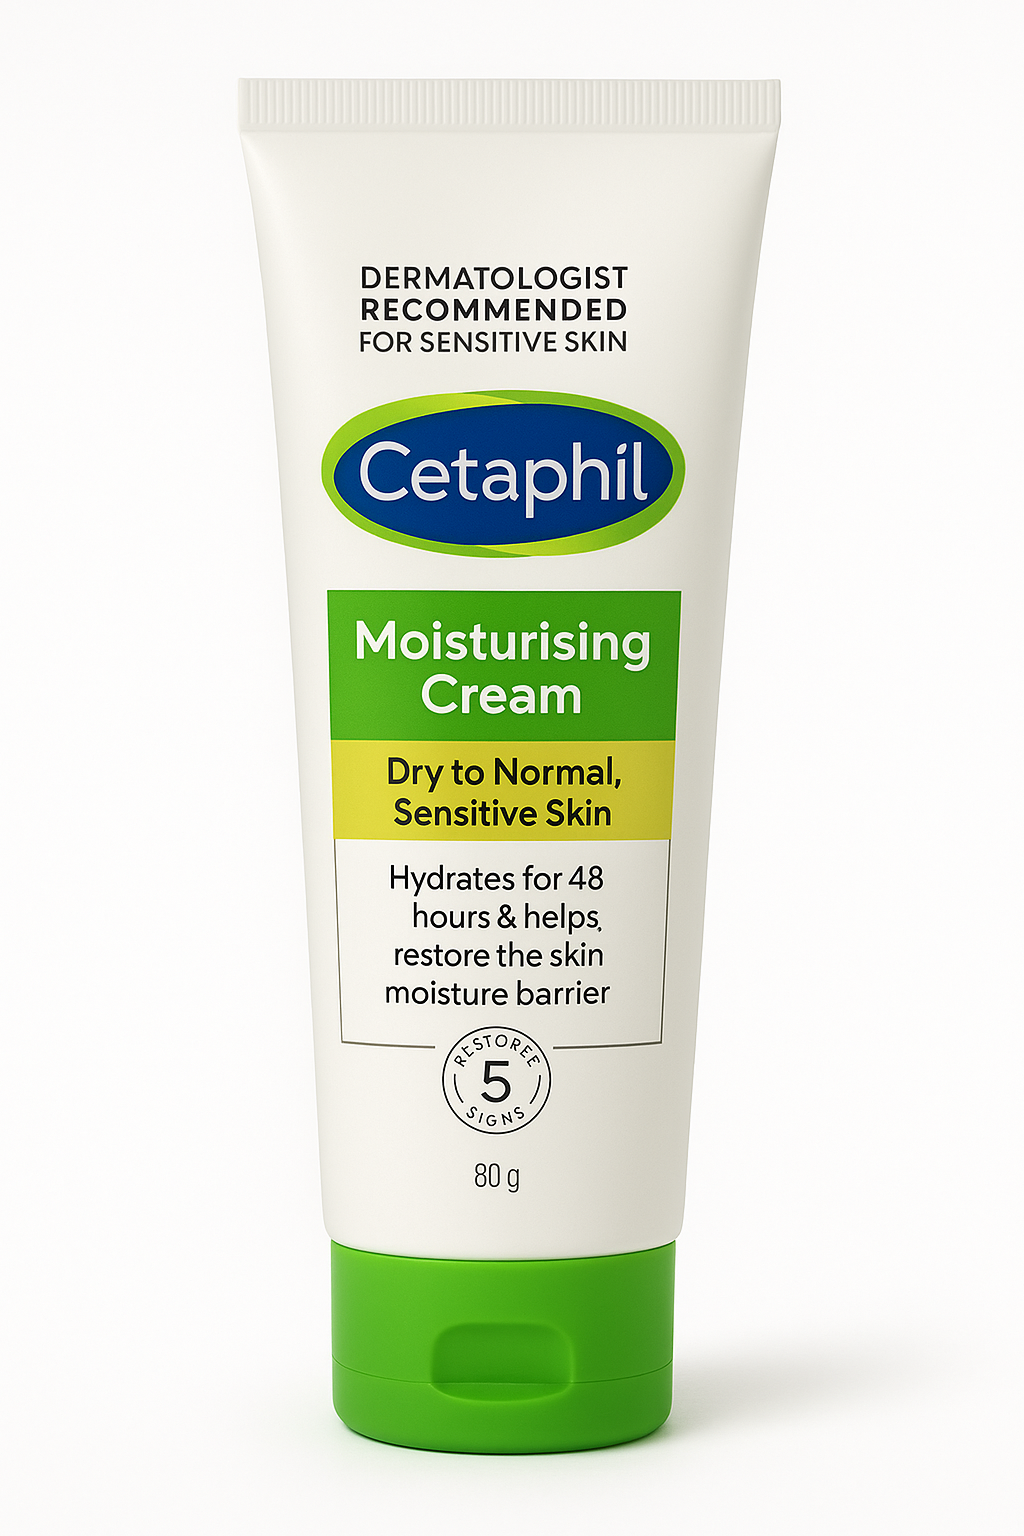 DERMATOLOGIST
RECOMMENDED
FOR SENSITIVE SKIN
Cetaphil
Moisturising
Cream
Dry to Normal,
Sensitive Skin
Hydrates for 48
hours & helps.
restore the skin
moisture barrier
RESTOREE
5
SIGNS
80 g